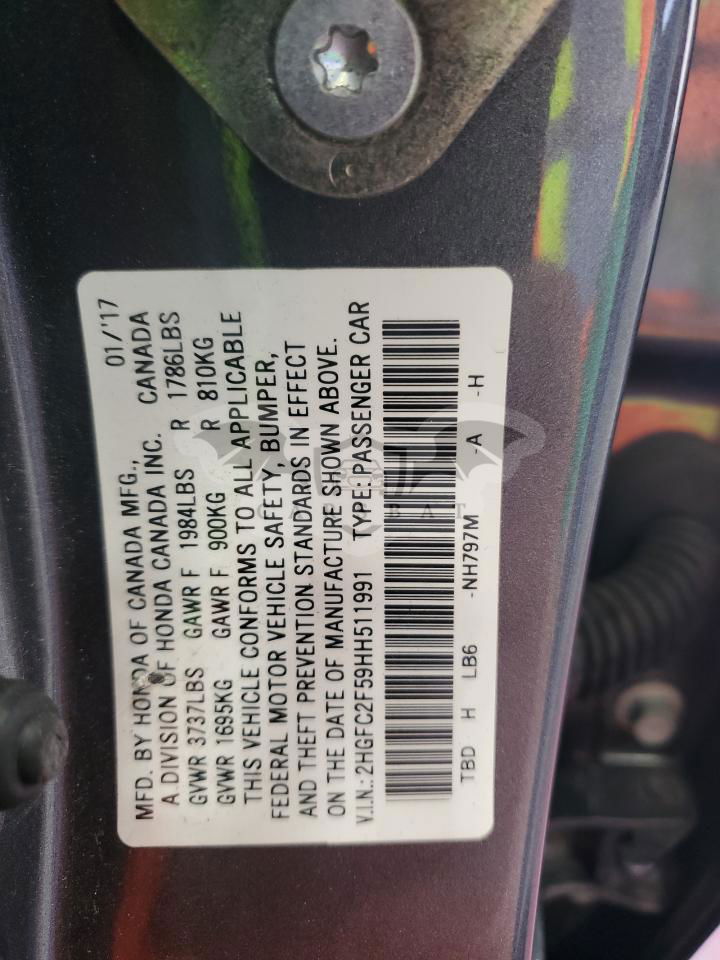 01/'17
MFD. BY HONDA OF CANADA MFG.,
A DIVISION OF HONDA CANADA INC. CANADA
GVWR 3737LBS GAWR F 1984LBS R 1786LBS
GVWR 1695KG GAWR F 900KG R 810KG
THIS VEHICLE CONFORMS TO ALL APPLICABLE
FEDERAL MOTOR VEHICLE SAFETY, BUMPER,
AND THEFT PREVENTION STANDARDS IN EFFECT
ON THE DATE OF MANUFACTURE SHOWN ABOVE.
V.I.N.: 2HGFC2F59HH511991 TYPE: PASSENGER CAR
TBD H LB6 -NH797M -A -H